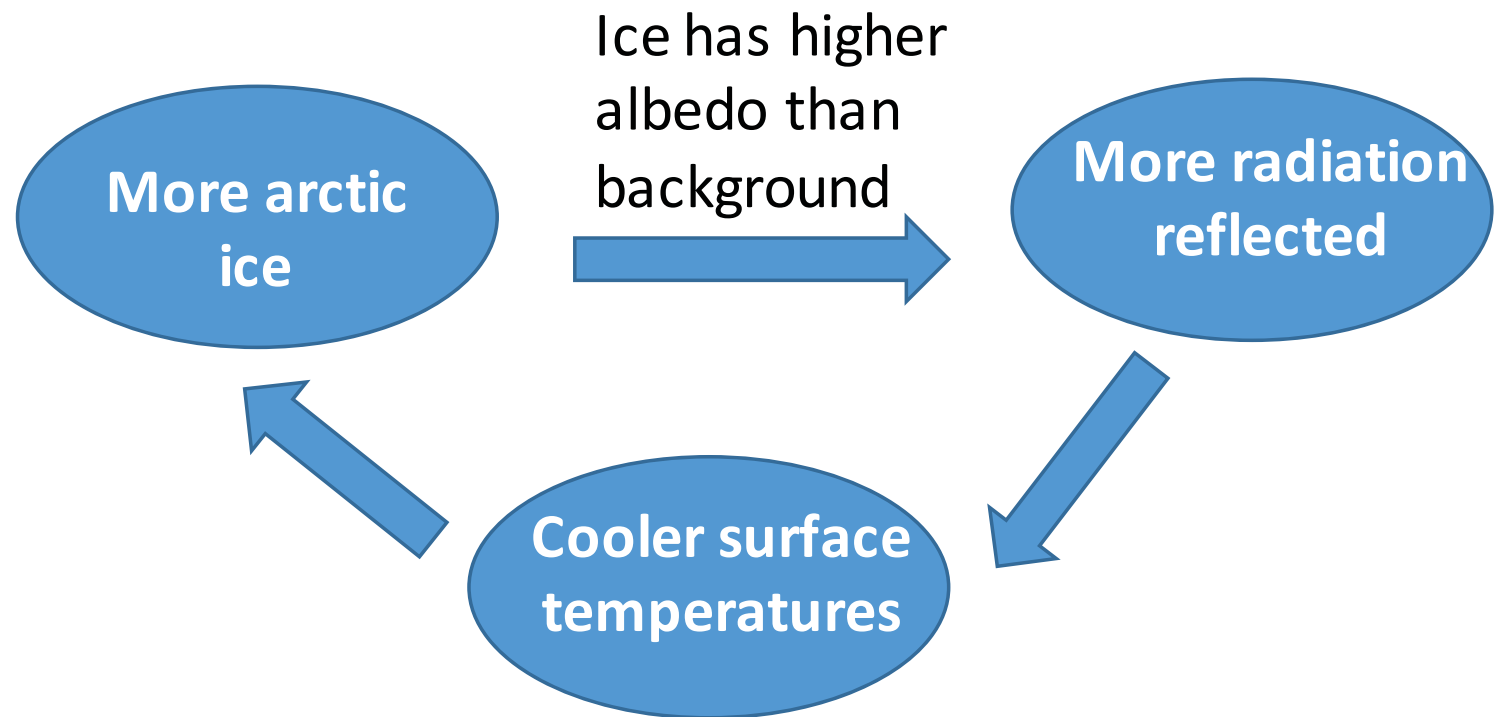 Ice has higher
albedo than
background
More arctic
ice
More radiation
reflected
Cooler surface
temperatures